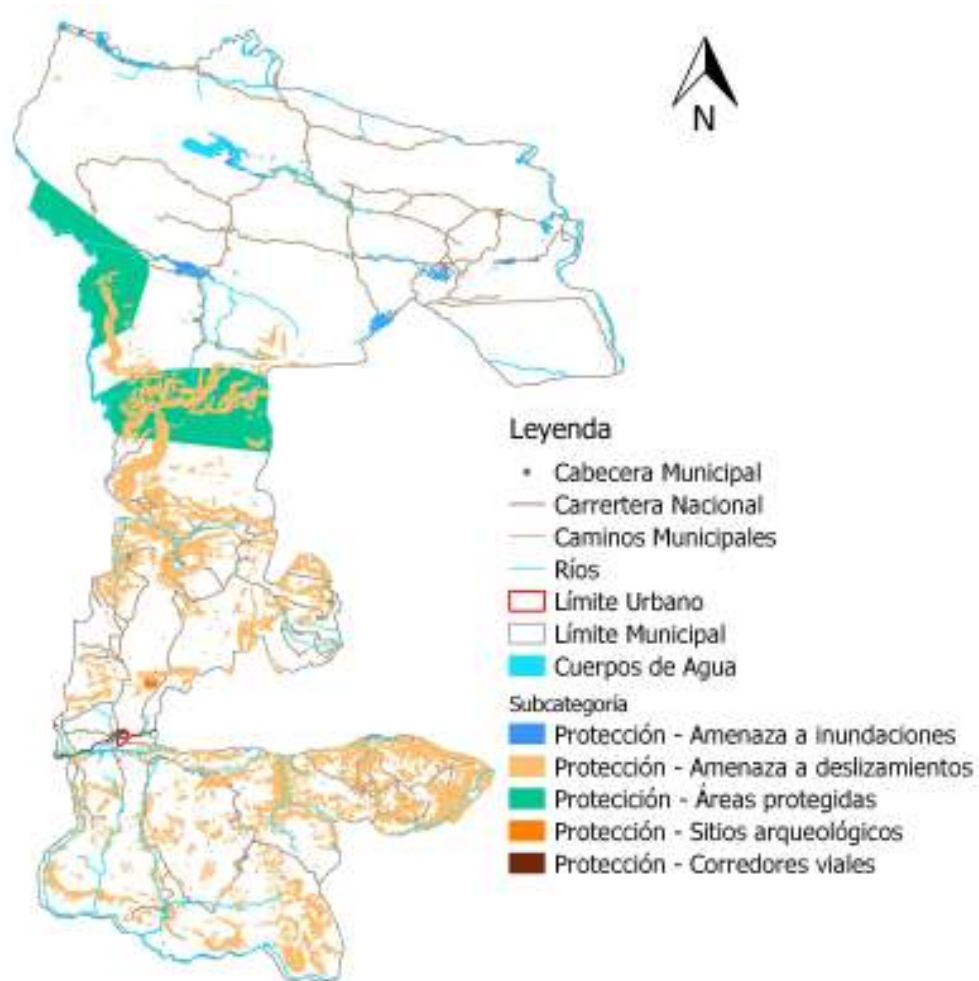 N
Leyenda
Cabecera Municipal
Carrertera Nacional
Caminos Municipales
Ríos
Límite Urbano
Límite Municipal
Cuerpos de Agua
Subcategoría
Protección - Amenaza a inundaciones
Protección - Amenaza a deslizamientos
Protecición - Áreas protegidas
Protección - Sitios arqueológicos
Protección - Corredores viales